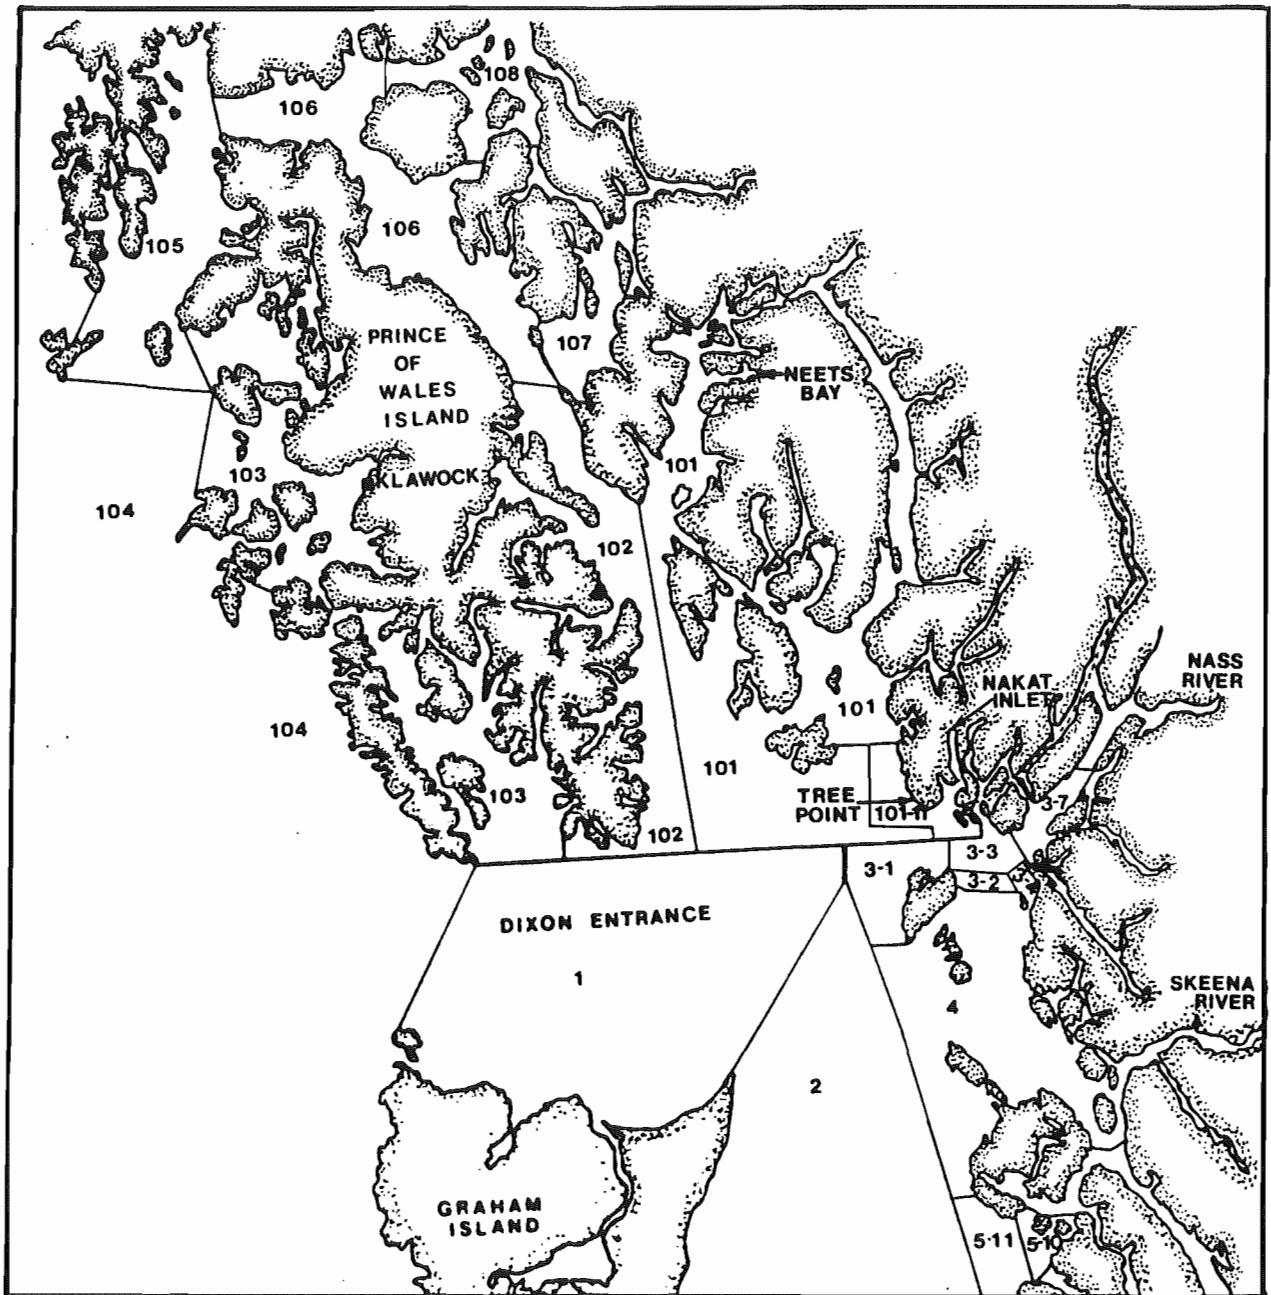 108
106
106
105
PRINCE
OF
WALES
ISLAND
107
NEETS
BAY
103
KLAWOCK
101
104
102
NASS
RIVER
NAKAT
INLET
104
101
101
103
TREE
POINT
101-11
3-7
102
3-3
3-1
3-2
DIXON ENTRANCE
1
SKEENA
RIVER
4
2
GRAHAM
ISLAND
5-11
5-10